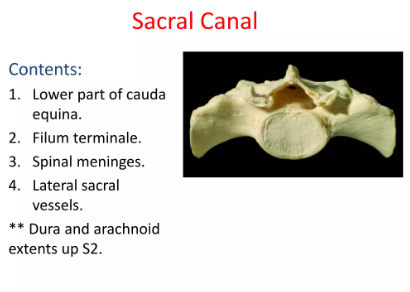 Sacral Canal
Contents:
1. Lower part of cauda
equina.
2. Filum terminale.
3. Spinal meninges.
4. Lateral sacral
vessels.
** Dura and arachnoid
extents up S2.